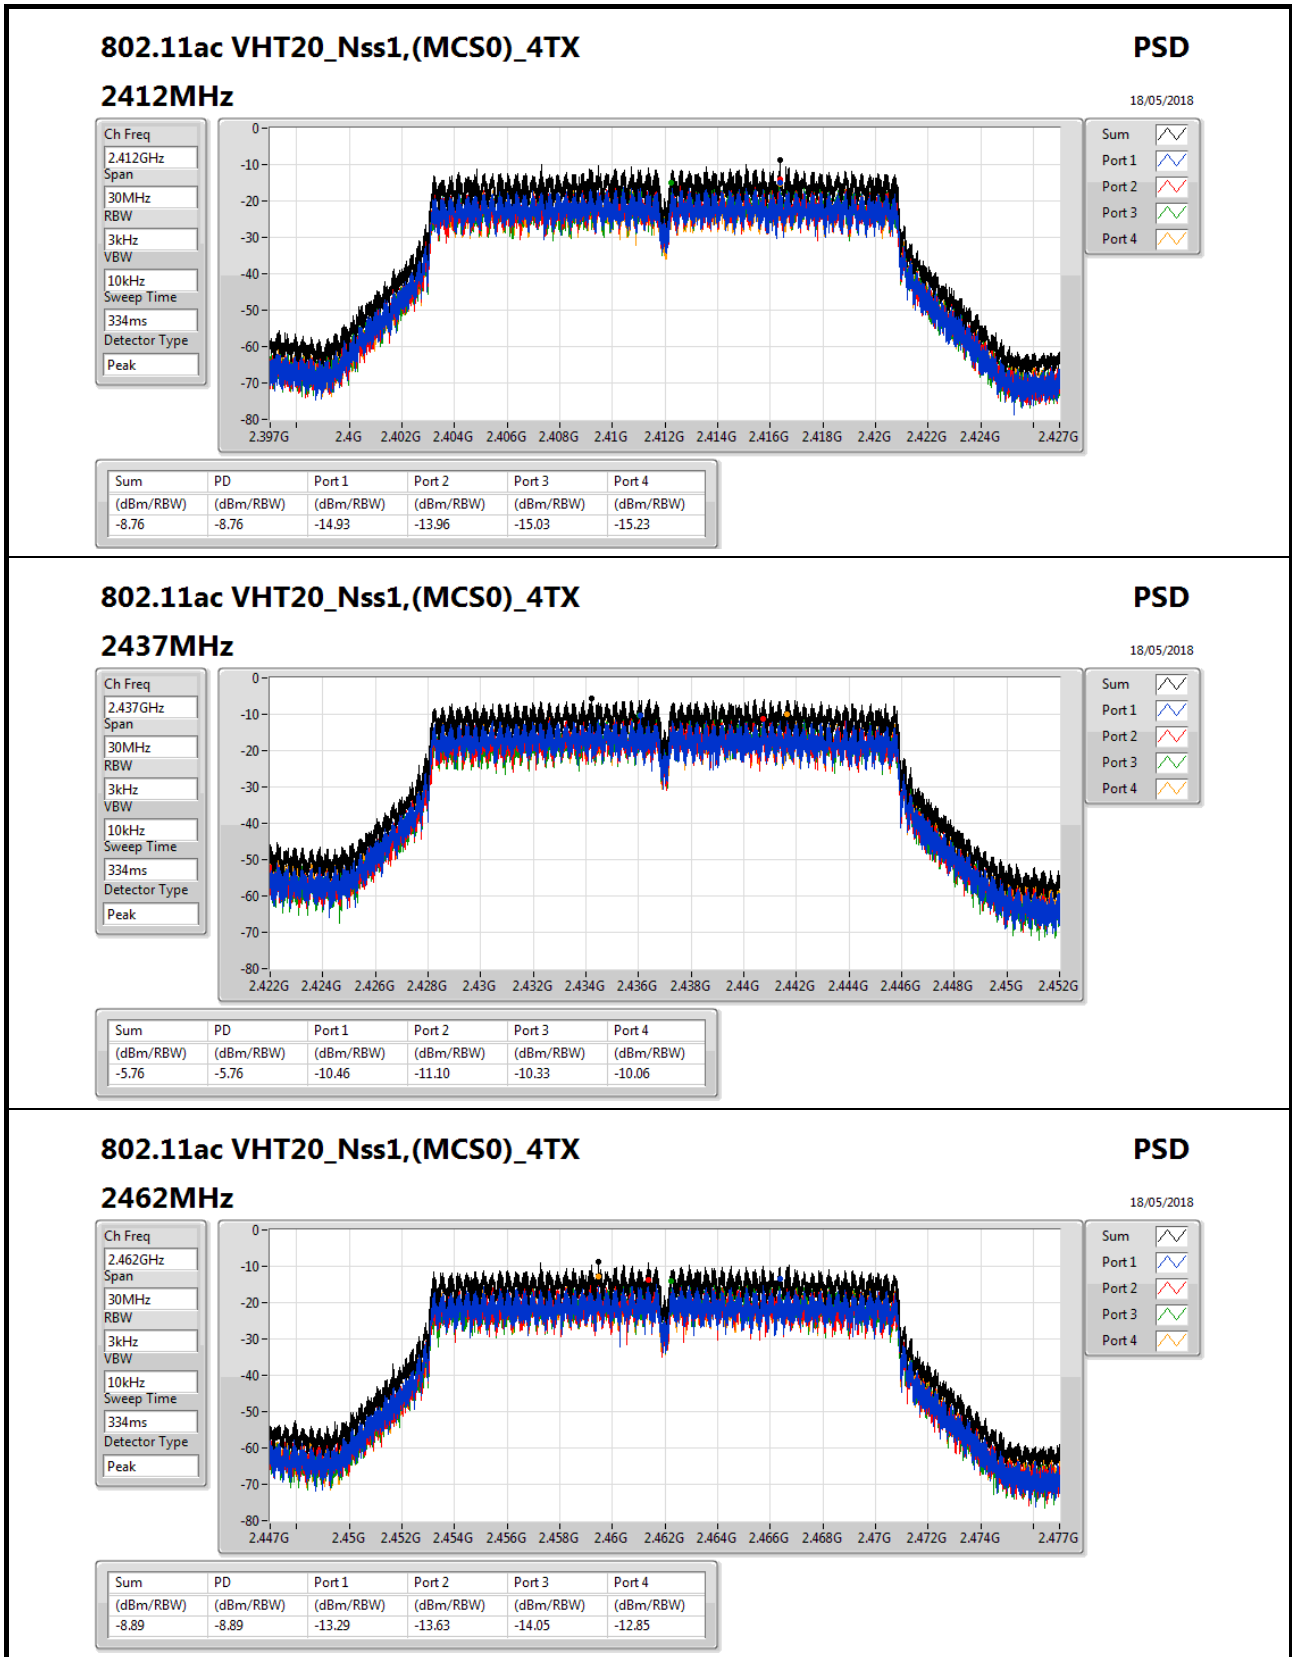 802.11ac VHT20_Nss1,(MCS0)_4TX PSD
2412MHz 18/05/2018
Ch Freq
2.412GHz
Span
30MHz
RBW
3kHz
VBW
10kHz
Sweep Time
334ms
Detector Type
Peak
0
-10
-20
-30
-40
-50
-60
-70
-80
2.397G 2.4G 2.402G 2.404G 2.406G 2.408G 2.41G 2.412G 2.414G 2.416G 2.418G 2.42G 2.422G 2.424G 2.427G
Sum
Port 1
Port 2
Port 3
Port 4
Sum PD Port 1 Port 2 Port 3 Port 4
(dBm/RBW) (dBm/RBW) (dBm/RBW) (dBm/RBW) (dBm/RBW) (dBm/RBW)
-8.76 -8.76 -14.93 -13.96 -15.03 -15.23
802.11ac VHT20_Nss1,(MCS0)_4TX PSD
2437MHz 18/05/2018
Ch Freq
2.437GHz
Span
30MHz
RBW
3kHz
VBW
10kHz
Sweep Time
334ms
Detector Type
Peak
0
-10
-20
-30
-40
-50
-60
-70
-80
2.422G 2.424G 2.426G 2.428G 2.43G 2.432G 2.434G 2.436G 2.438G 2.44G 2.442G 2.444G 2.446G 2.448G 2.45G 2.452G
Sum
Port 1
Port 2
Port 3
Port 4
Sum PD Port 1 Port 2 Port 3 Port 4
(dBm/RBW) (dBm/RBW) (dBm/RBW) (dBm/RBW) (dBm/RBW) (dBm/RBW)
-5.76 -5.76 -10.46 -11.10 -10.33 -10.06
802.11ac VHT20_Nss1,(MCS0)_4TX PSD
2462MHz 18/05/2018
Ch Freq
2.462GHz
Span
30MHz
RBW
3kHz
VBW
10kHz
Sweep Time
334ms
Detector Type
Peak
0
-10
-20
-30
-40
-50
-60
-70
-80
2.447G 2.45G 2.452G 2.454G 2.456G 2.458G 2.46G 2.462G 2.464G 2.466G 2.468G 2.47G 2.472G 2.474G 2.477G
Sum
Port 1
Port 2
Port 3
Port 4
Sum PD Port 1 Port 2 Port 3 Port 4
(dBm/RBW) (dBm/RBW) (dBm/RBW) (dBm/RBW) (dBm/RBW) (dBm/RBW)
-8.89 -8.89 -13.29 -13.63 -14.05 -12.85